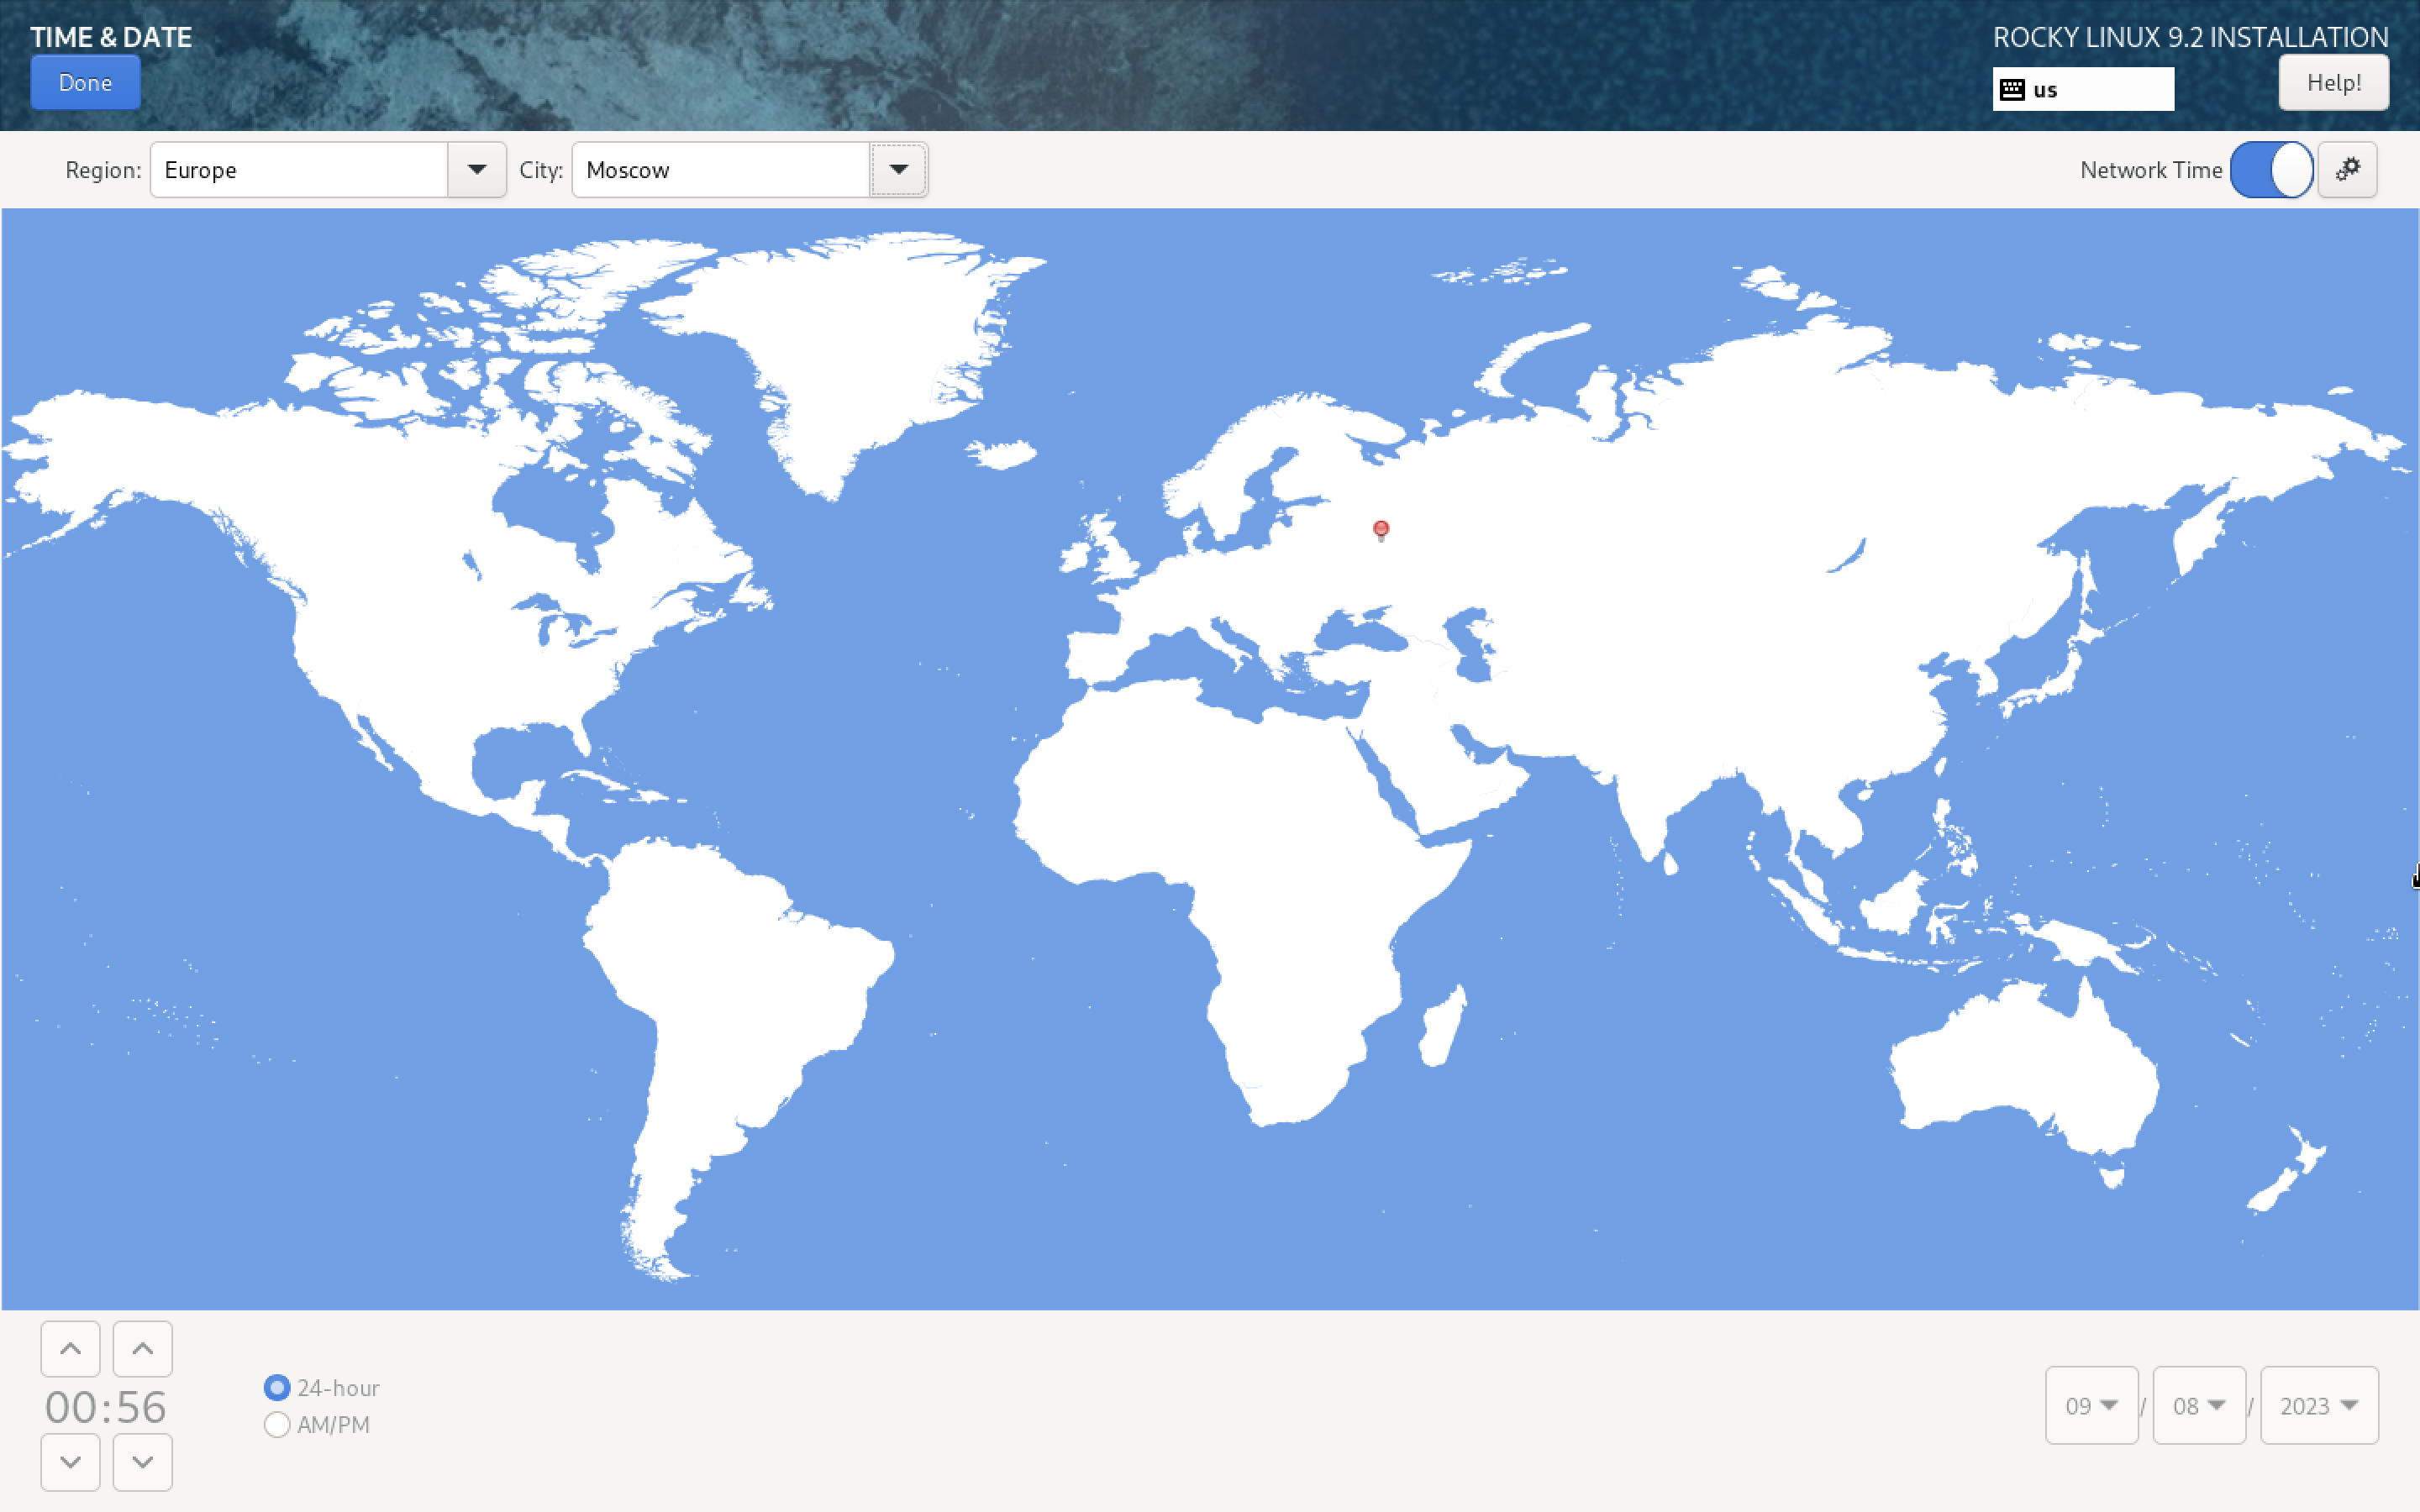 TIME & DATE
ROCKY LINUX 9.2 INSTALLATION
Done
us
Help!
Region: Europe City: Moscow Network Time
00:56
24-hour
AM/PM
09 / 08 / 2023